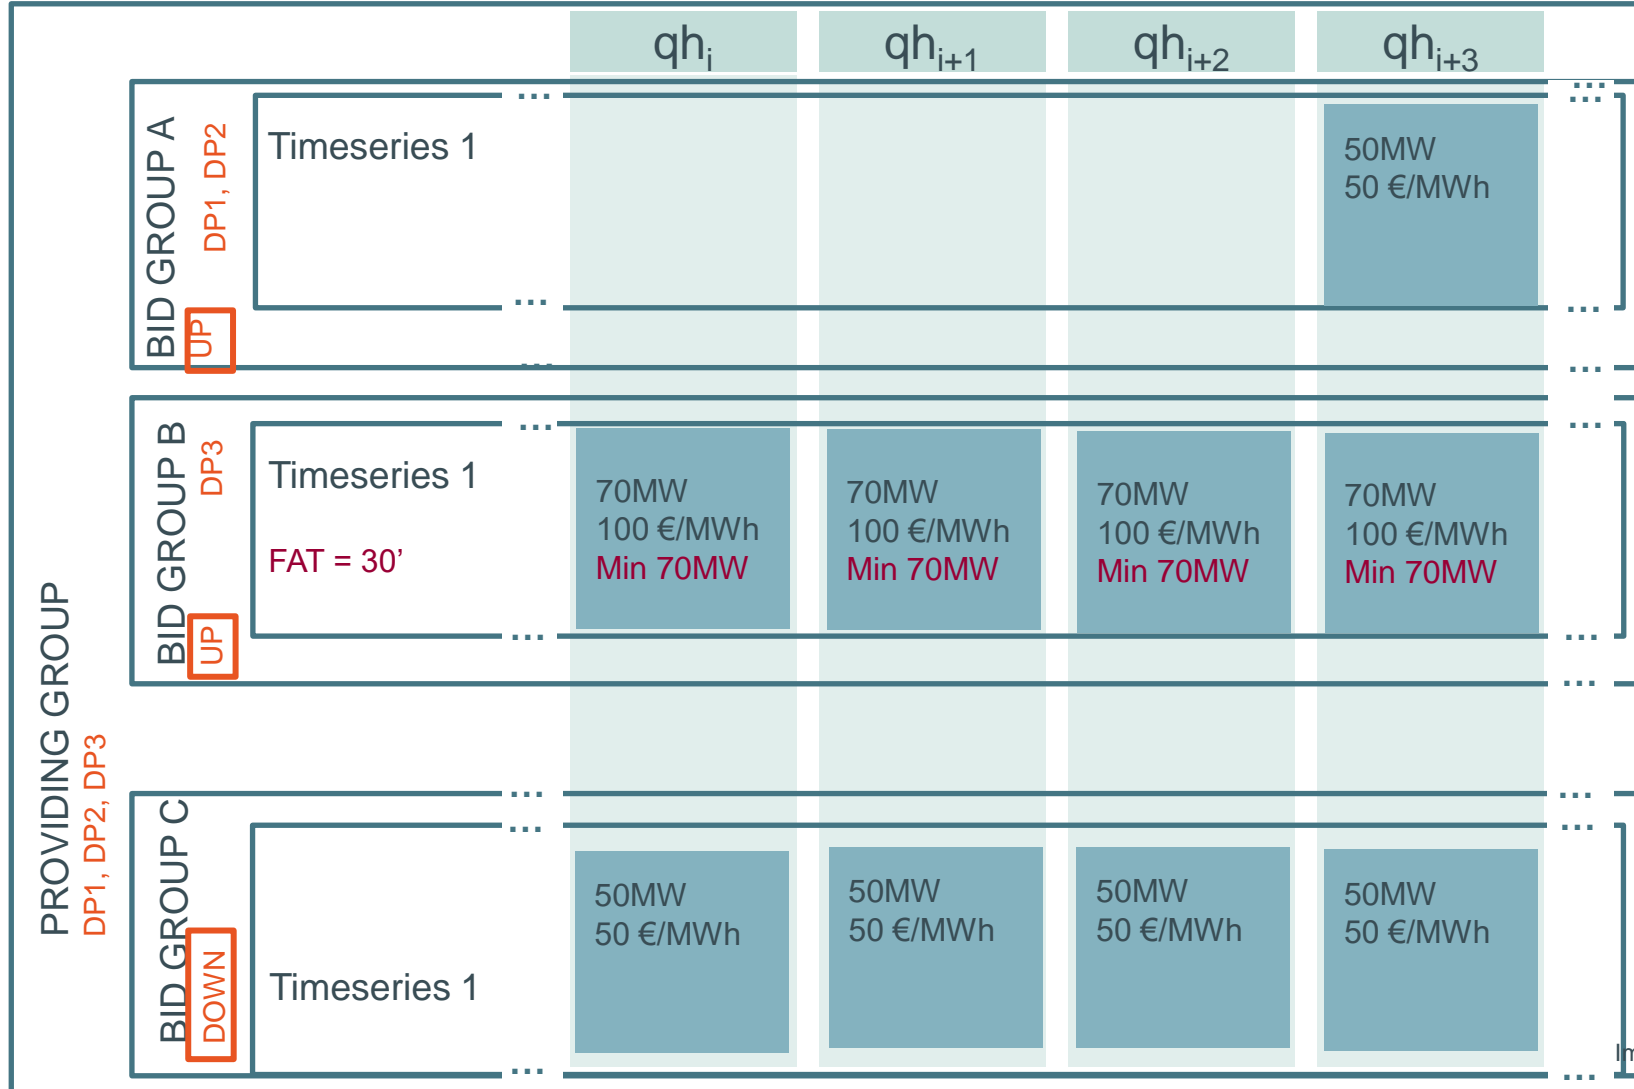 qhi
qhi+1
qhi+2
qhi+3
PROVIDING GROUP
DP1, DP2, DP3
BID GROUP A
DP1, DP2
UP
Timeseries 1
50MW
50 €/MWh
BID GROUP B
DP3
UP
Timeseries 1
FAT = 30’
70MW
100 €/MWh
Min 70MW
70MW
100 €/MWh
Min 70MW
70MW
100 €/MWh
Min 70MW
70MW
100 €/MWh
Min 70MW
BID GROUP C
DOWN
Timeseries 1
50MW
50 €/MWh
50MW
50 €/MWh
50MW
50 €/MWh
50MW
50 €/MWh